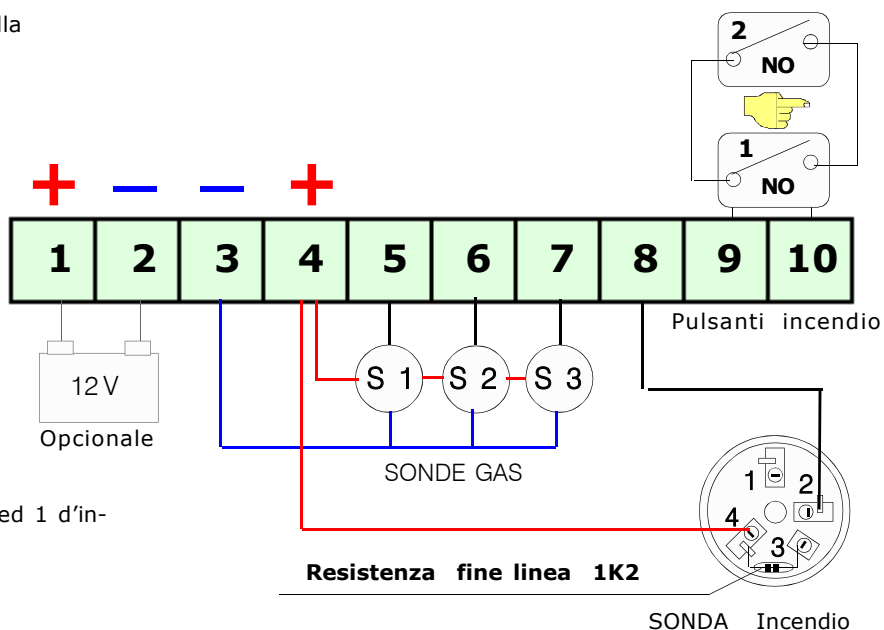 lla
2
NO
1
NO
+ − − +
1 2 3 4 5 6 7 8 9 10
Pulsanti incendio
12V
Opcionale
S 1 S 2 S 3
SONDE GAS
ed 1 d’in-
1 2
4
3
Resistenza fine linea 1K2
SONDA Incendio